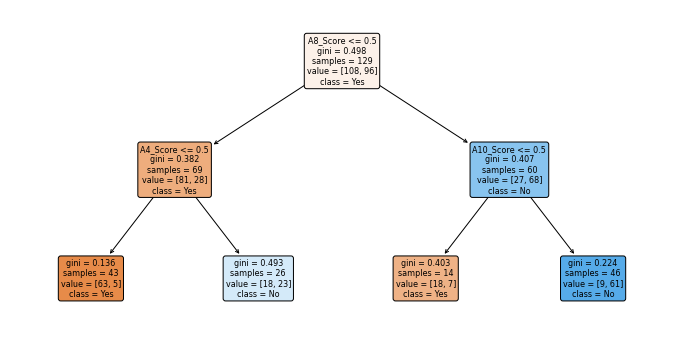 A8_Score <= 0.5
gini = 0.498
samples = 129
value = [108, 96]
class = Yes
A4_Score <= 0.5
gini = 0.382
samples = 69
value = [81, 28]
class = Yes
A10_Score <= 0.5
gini = 0.407
samples = 60
value = [27, 68]
class = No
gini = 0.136
samples = 43
value = [63, 5]
class = Yes
gini = 0.493
samples = 26
value = [18, 23]
class = No
gini = 0.403
samples = 14
value = [18, 7]
class = Yes
gini = 0.224
samples = 46
value = [9, 61]
class = No